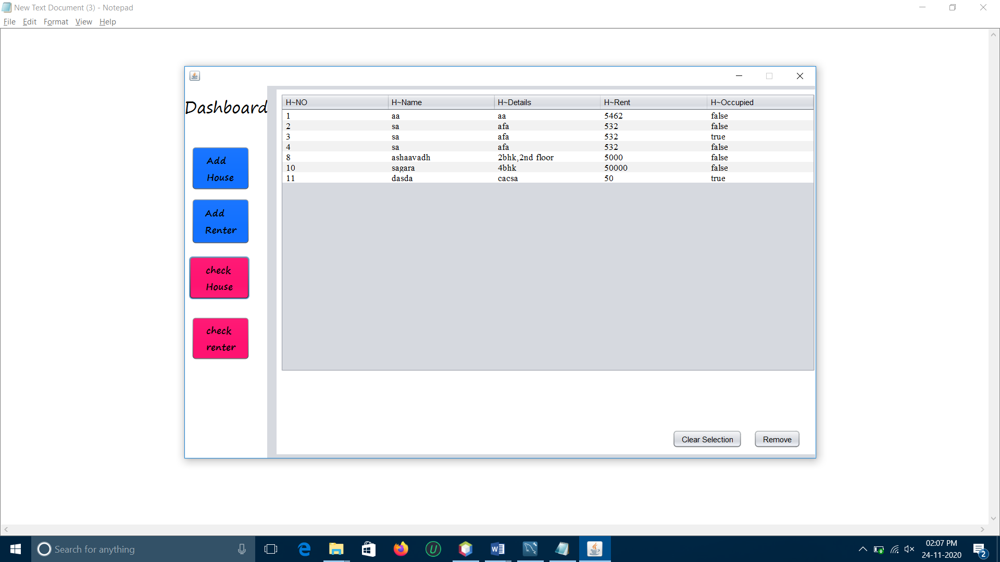 New Text Document (3) - Notepad
File Edit Format View Help
Dashboard
Add
House
Add
Renter
check
House
check
renter
H~NO H~Name H~Details H~Rent H~Occupied
1 aa aa 5462 false
2 sa afa 532 false
3 sa afa 532 true
4 sa afa 532 false
8 ashaavadh 2bhk,2nd floor 5000 false
10 sagara 4bhk 50000 false
11 dasda cacsa 50 true
Clear Selection Remove
Search for anything
02:07 PM
24-11-2020
2